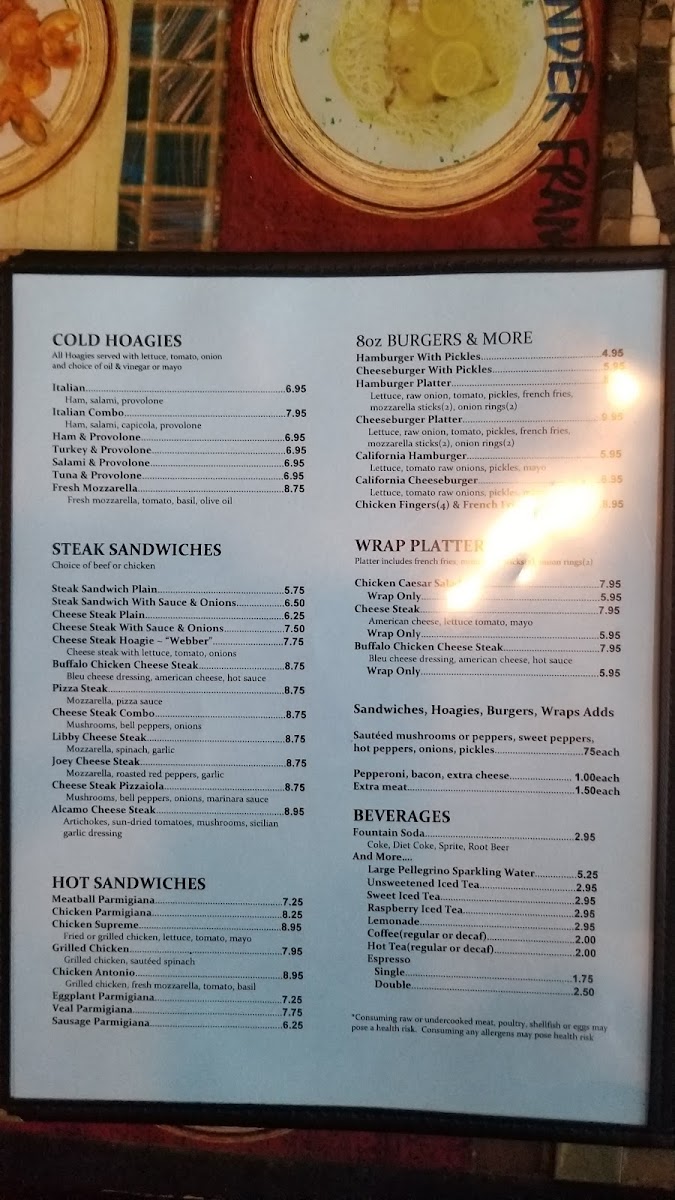 NDER FRAN
COLD HOAGIES
All Hoagies served with lettuce, tomato, onion
and choice of oil & vinegar or mayo
Italian 6.95
Ham, salami, provolone
Italian Combo 7.95
Ham, salami, capicola, provolone
Ham & Provolone 6.95
Turkey & Provolone 6.95
Salami & Provolone 6.95
Tuna & Provolone 6.95
Fresh Mozzarella 8.75
Fresh mozzarella, tomato, basil, olive oil
STEAK SANDWICHES
Choice of beef or chicken
Steak Sandwich Plain 5.75
Steak Sandwich With Sauce & Onions 6.50
Cheese Steak Plain 6.25
Cheese Steak With Sauce & Onions 7.50
Cheese Steak Hoagie ~ "Webber" 7.75
Cheese steak with lettuce, tomato, onions
Buffalo Chicken Cheese Steak 8.75
Bleu cheese dressing, american cheese, hot sauce
Pizza Steak 8.75
Mozzarella, pizza sauce
Cheese Steak Combo 8.75
Mushrooms, bell peppers, onions
Libby Cheese Steak 8.75
Mozzarella, spinach, garlic
Joey Cheese Steak 8.75
Mozzarella, roasted red peppers, garlic
Cheese Steak Pizzaiola 8.75
Mushrooms, bell peppers, onions, marinara sauce
Alcamo Cheese Steak 8.95
Artichokes, sun-dried tomatoes, mushrooms, sicilian
garlic dressing
HOT SANDWICHES
Meatball Parmigiana 7.25
Chicken Parmigiana 8.25
Chicken Supreme 8.95
Fried or grilled chicken, lettuce, tomato, mayo
Grilled Chicken 7.95
Grilled chicken, sautéed spinach
Chicken Antonio 8.95
Grilled chicken, fresh mozzarella, tomato, basil
Eggplant Parmigiana 7.25
Veal Parmigiana 7.75
Sausage Parmigiana 6.25
8oz BURGERS & MORE
Hamburger With Pickles 4.95
Cheeseburger With Pickles 5.95
Hamburger Platter
Lettuce, raw onion, tomato, pickles, french fries,
mozzarella sticks(2), onion rings(2)
Cheeseburger Platter 9.95
Lettuce, raw onion, tomato, pickles, french fries,
mozzarella sticks(2), onion rings(2)
California Hamburger 5.95
Lettuce, tomato raw onions, pickles, mayo
California Cheeseburger 6.95
Lettuce, tomato raw onions, pickles,
Chicken Fingers(4) & French 8.95
WRAP PLATTER
Platter includes french fries, onion rings(2)
Chicken Caesar 7.95
Wrap Only 5.95
Cheese Steak 7.95
American cheese, lettuce tomato, mayo
Wrap Only 5.95
Buffalo Chicken Cheese Steak 7.95
Bleu cheese dressing, american cheese, hot sauce
Wrap Only 5.95
Sandwiches, Hoagies, Burgers, Wraps Adds
Sautéed mushrooms or peppers, sweet peppers,
hot peppers, onions, pickles .75each
Pepperoni, bacon, extra cheese 1.00each
Extra meat 1.50each
BEVERAGES
Fountain Soda 2.95
Coke, Diet Coke, Sprite, Root Beer
And More....
Large Pellegrino Sparkling Water 5.25
Unsweetened Iced Tea 2.95
Sweet Iced Tea 2.95
Raspberry Iced Tea 2.95
Lemonade 2.95
Coffee(regular or decaf) 2.00
Hot Tea(regular or decaf) 2.00
Espresso
Single 1.75
Double 2.50
*Consuming raw or undercooked meat, poultry, shellfish or eggs may
pose a health risk. Consuming any allergens may pose health risk